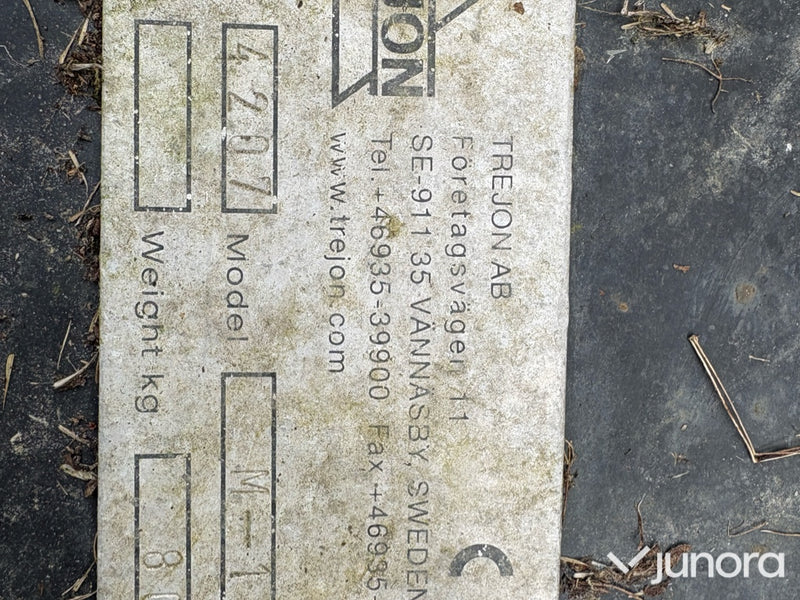 JON
TREJON AB
Företagsvägen 11
SE-911 35 VÄNNÄSBY, SWEDEN
Tel +46935-39900 Fax +46935-
www.trejon.com
4207 Model M-1
Weight kg 8
junora